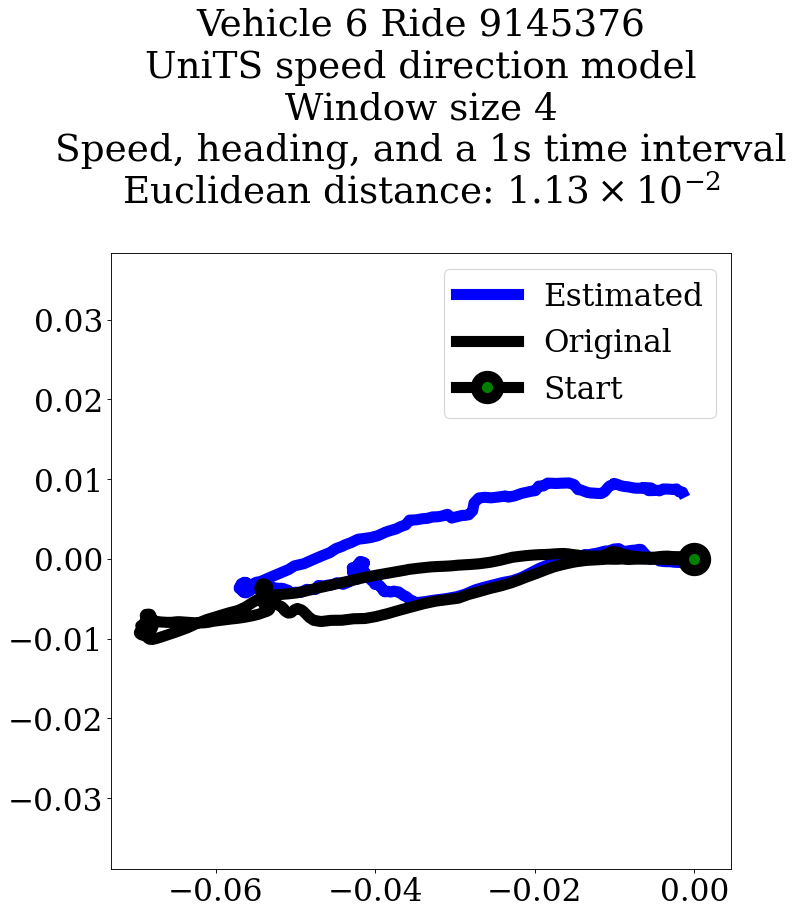 Vehicle 6 Ride 9145376
UniTS speed direction model
Window size 4
Speed, heading, and a 1s time interval
Euclidean distance: 1.13 × 10⁻²
Estimated
Original
Start
0.03
0.02
0.01
0.00
−0.01
−0.02
−0.03
−0.06
−0.04
−0.02
0.00